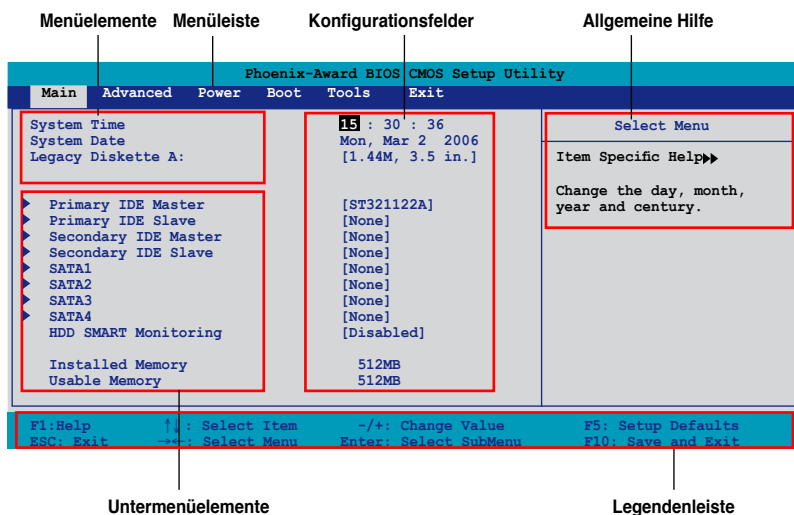 Menüelemente Menüleiste Konfigurationsfelder Allgemeine Hilfe
Phoenix-Award BIOS CMOS Setup Utility
Main Advanced Power Boot Tools Exit
System Time 15 : 30 : 36
System Date Mon, Mar 2 2006
Legacy Diskette A: [1.44M, 3.5 in.]
Primary IDE Master [ST321122A]
Primary IDE Slave [None]
Secondary IDE Master [None]
Secondary IDE Slave [None]
SATA1 [None]
SATA2 [None]
SATA3 [None]
SATA4 [None]
HDD SMART Monitoring [Disabled]
Installed Memory 512MB
Usable Memory 512MB
Select Menu
Item Specific Help
Change the day, month,
year and century.
F1:Help ↑↓: Select Item -/+: Change Value F5: Setup Defaults
ESC: Exit →←: Select Menu Enter: Select SubMenu F10: Save and Exit
Untermenüelemente Legendenleiste